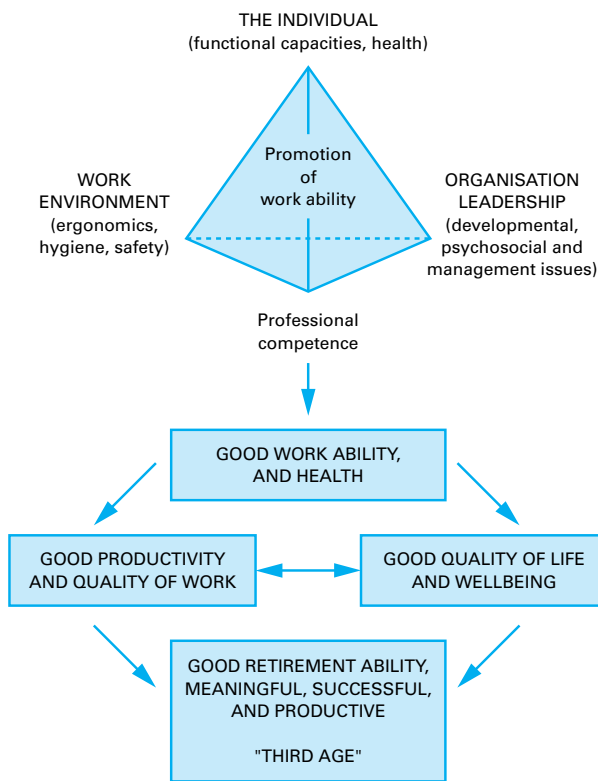 THE INDIVIDUAL
(functional capacities, health)
Promotion
of
work ability
WORK
ENVIRONMENT
(ergonomics,
hygiene, safety)
ORGANISATION
LEADERSHIP
(developmental,
psychosocial and
management issues)
Professional
competence
GOOD WORK ABILITY,
AND HEALTH
GOOD PRODUCTIVITY
AND QUALITY OF WORK
GOOD QUALITY OF LIFE
AND WELLBEING
GOOD RETIREMENT ABILITY,
MEANINGFUL, SUCCESSFUL,
AND PRODUCTIVE
"THIRD AGE"